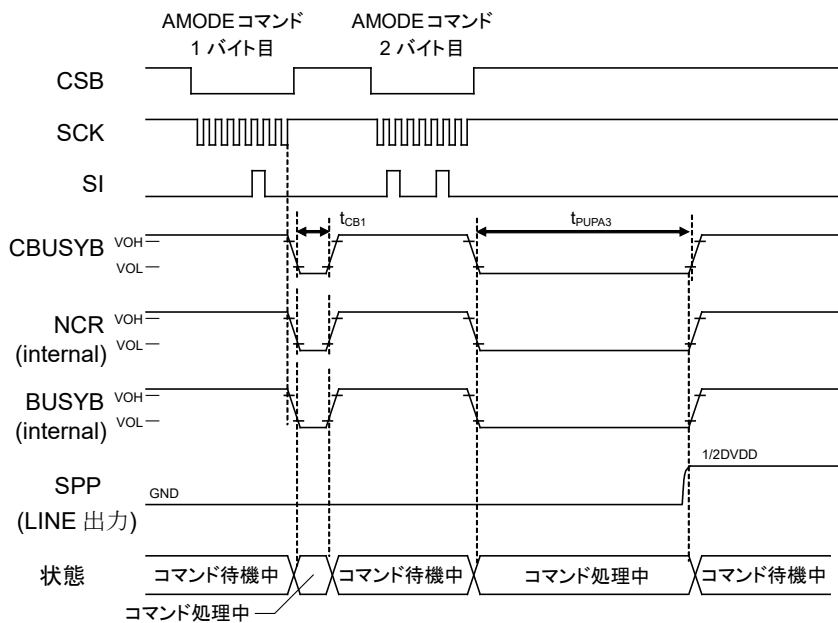 AMODEコマンド
1 バイト目
AMODEコマンド
2 バイト目
CSB
SCK
SI
tCB1
tPUPA3
CBUSYB
VOH
VOL
NCR
(internal)
VOH
VOL
BUSYB
(internal)
VOH
VOL
SPP
(LINE 出力)
GND
1/2DVDD
状態
コマンド待機中
コマンド待機中
コマンド処理中
コマンド待機中
コマンド処理中